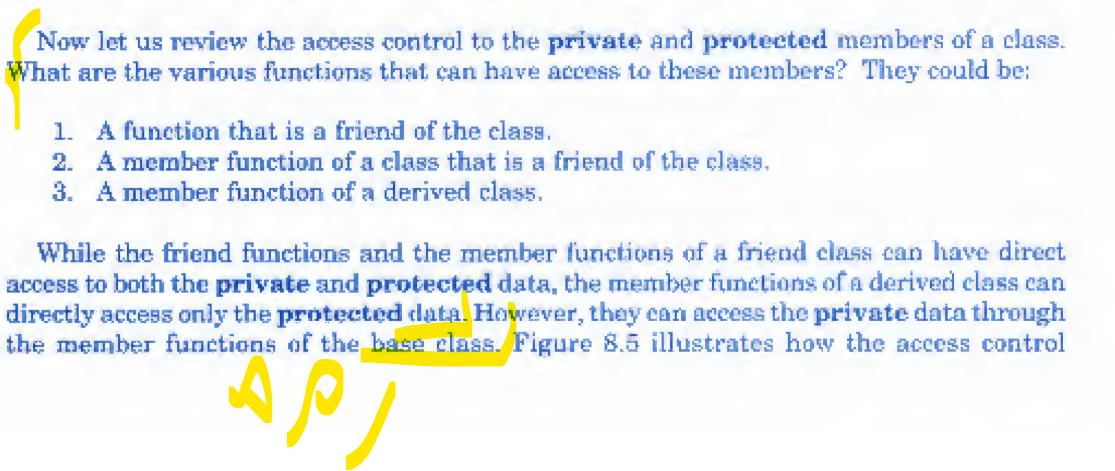 Now let us review the access control to the private and protected members of a class.
What are the various functions that can have access to these members? They could be:
1. A function that is a friend of the class.
2. A member function of a class that is a friend of the class.
3. A member function of a derived class.
While the friend functions and the member functions of a friend class can have direct
access to both the private and protected data, the member functions of a derived class can
directly access only the protected data. However, they can access the private data through
the member functions of the base class. Figure 8.5 illustrates how the access control